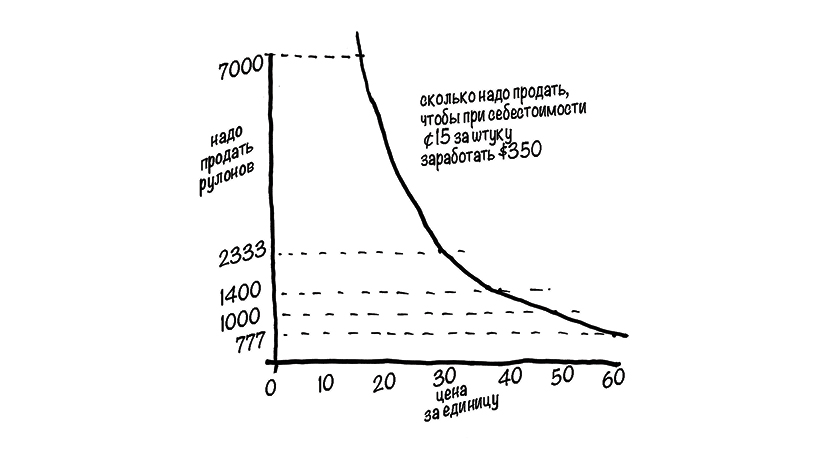 7000
сколько надо продать,
чтобы при себестоимости
¢15 за штуку
заработать $350
надо
продать
рулонов
2333
1400
1000
777
0 10 20 30 40 50 60
цена
за единицу